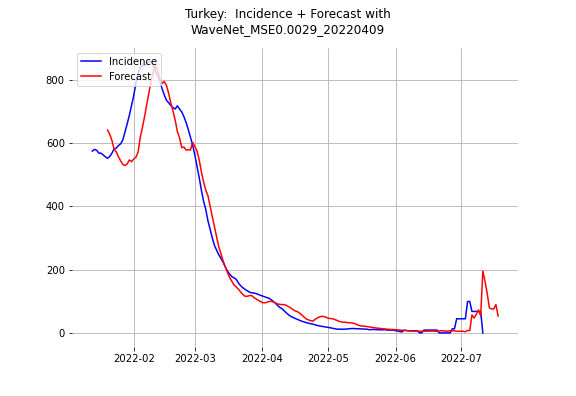 Turkey:  Incidence + Forecast with
WaveNet_MSE0.0029_20220409
Incidence
Forecast
800
600
400
200
0
2022-02 2022-03 2022-04 2022-05 2022-06 2022-07